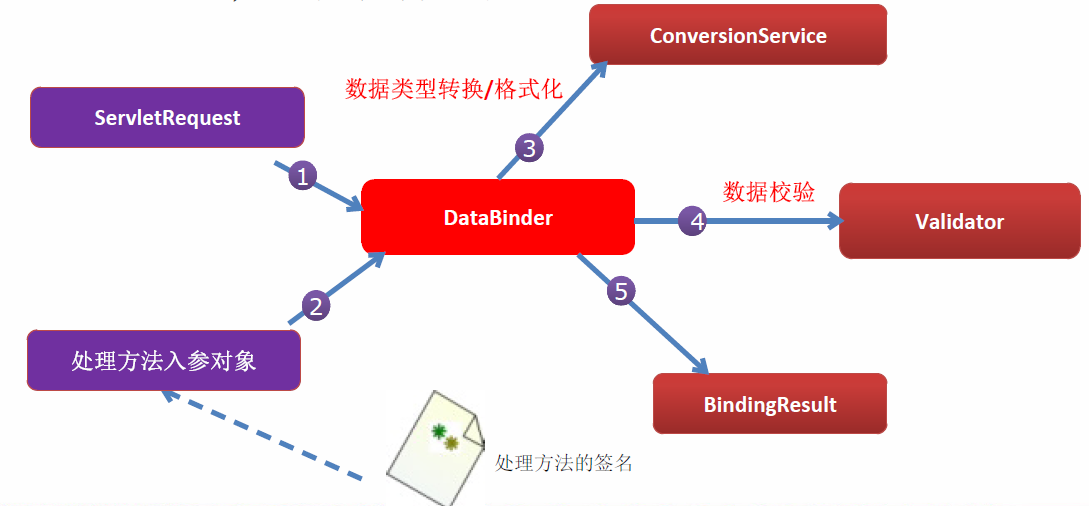 ConversionService
数据类型转换/格式化
ServletRequest
3
1
DataBinder
数据校验
4
Validator
2
5
处理方法入参对象
BindingResult
处理方法的签名